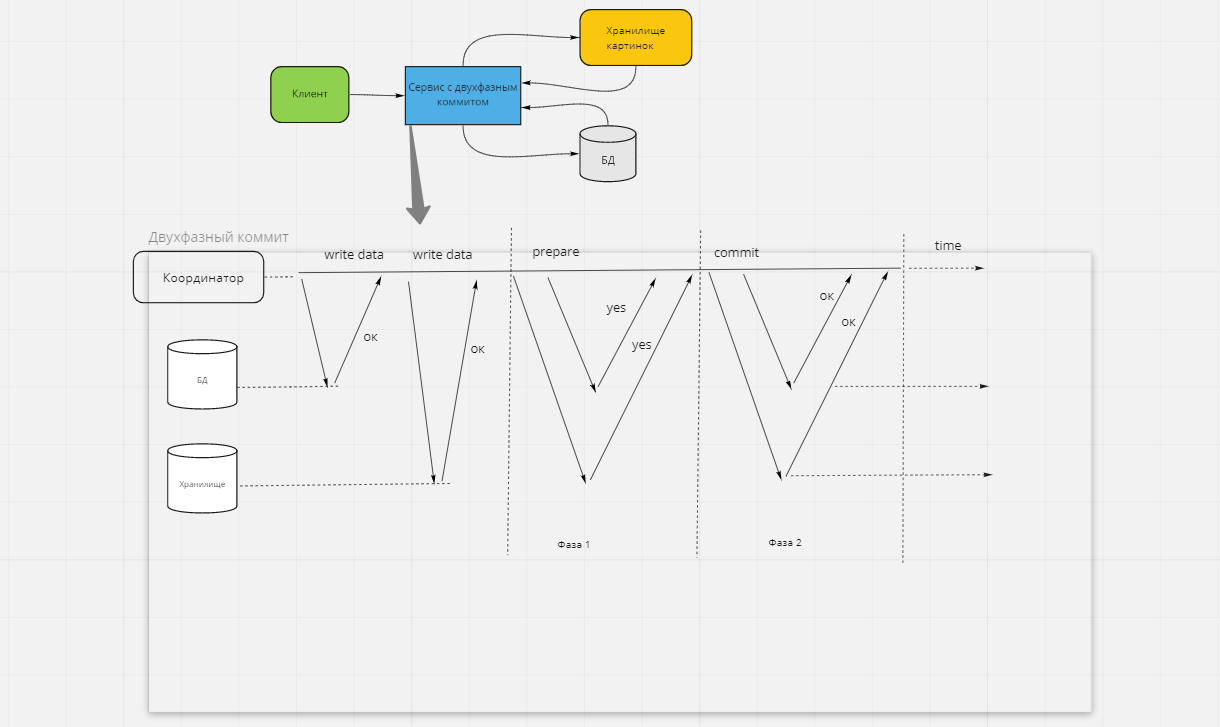 Хранилище
картинок
Клиент
Сервис с двухфазным
коммитом
БД
Двухфазный коммит
write data
write data
prepare
commit
time
Координатор
ок
ок
yes
yes
ок
ок
БД
Хранилище
Фаза 1
Фаза 2